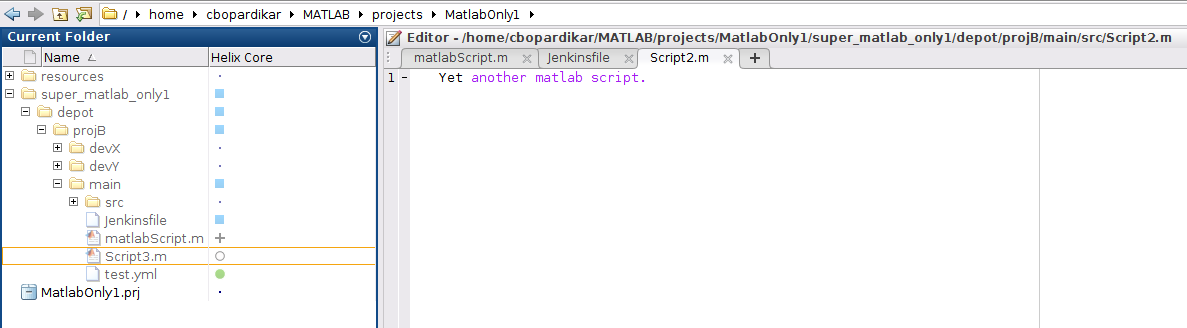 / ▸ home ▸ cbopardikar ▸ MATLAB ▸ projects ▸ MatlabOnly1 ▸
Current Folder
Name Helix Core
resources
super_matlab_only1
depot
projB
devX
devY
main
src
Jenkinsfile
matlabScript.m
Script3.m
test.yml
MatlabOnly1.prj
Editor - /home/cbopardikar/MATLAB/projects/MatlabOnly1/super_matlab_only1/depot/projB/main/src/Script2.m
matlabScript.m Jenkinsfile Script2.m
1 - Yet another matlab script.